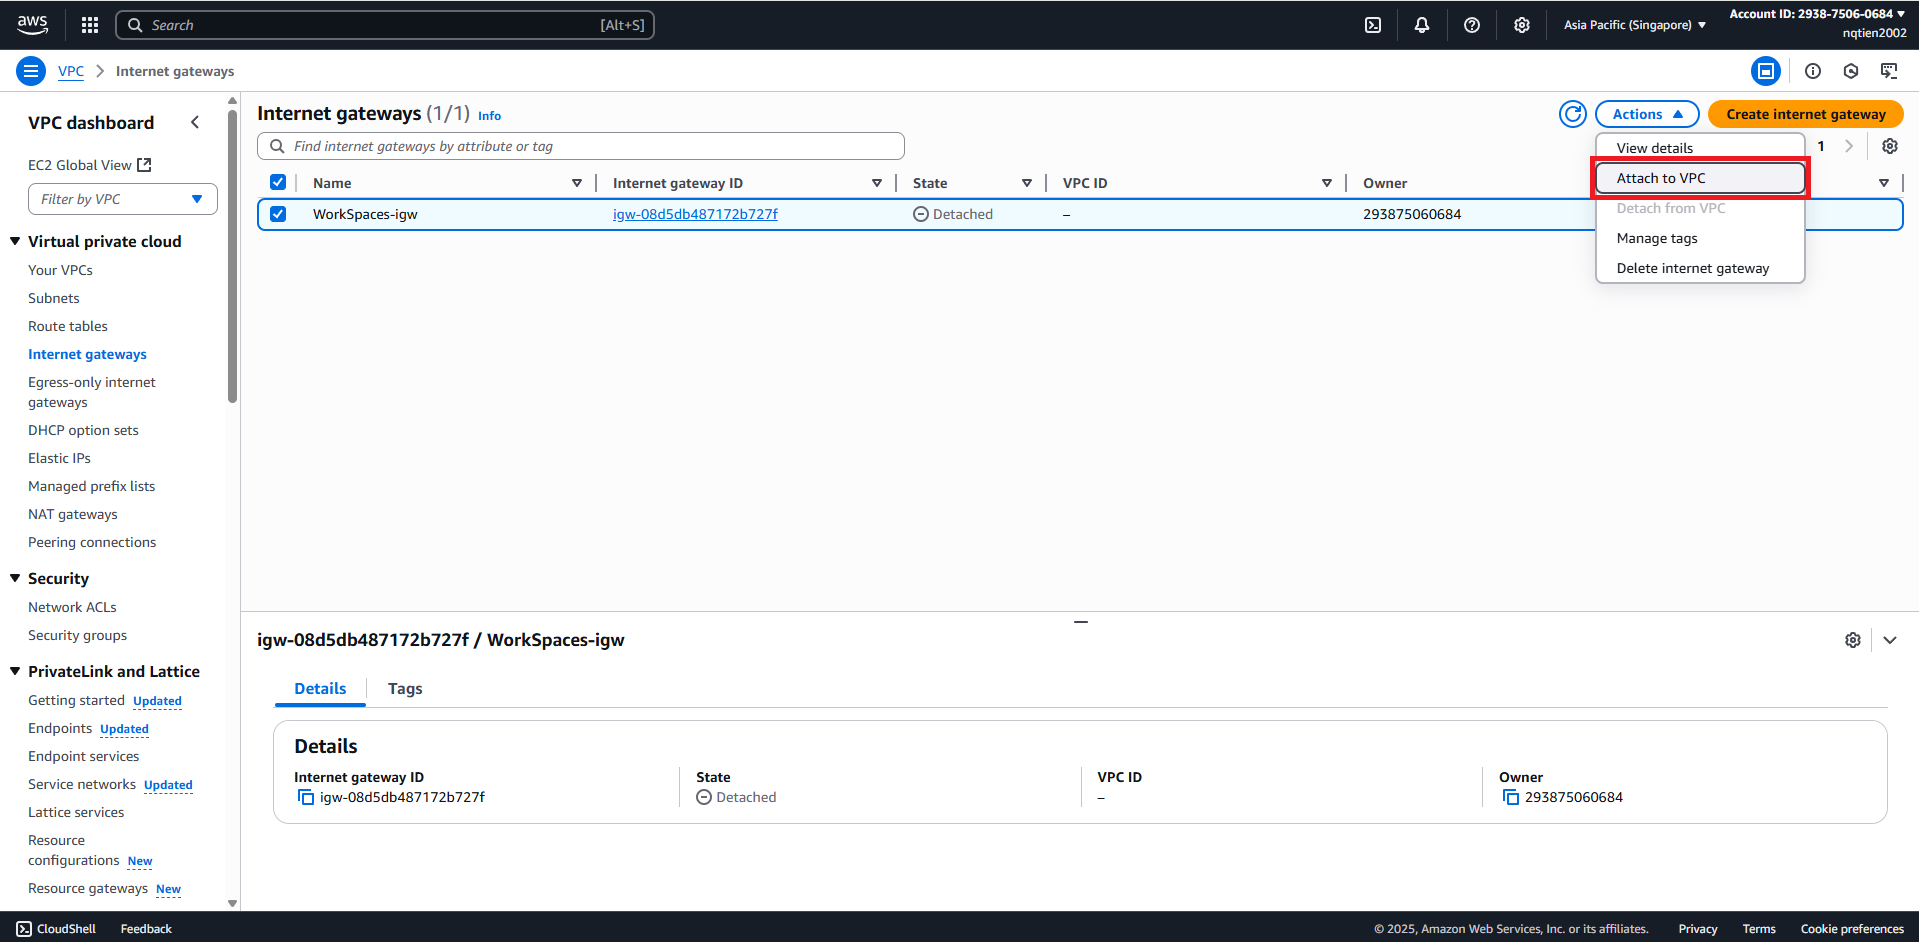 aws
Search [Alt+S]
Asia Pacific (Singapore)
Account ID: 2938-7506-0684
nqtien2002
VPC
Internet gateways
VPC dashboard
EC2 Global View
Filter by VPC
Virtual private cloud
Your VPCs
Subnets
Route tables
Internet gateways
Egress-only internet
gateways
DHCP option sets
Elastic IPs
Managed prefix lists
NAT gateways
Peering connections
Security
Network ACLs
Security groups
PrivateLink and Lattice
Getting started Updated
Endpoints Updated
Endpoint services
Service networks Updated
Lattice services
Resource
configurations New
Resource gateways New
Internet gateways (1/1) Info
Actions
Create internet gateway
Find internet gateways by attribute or tag
1
View details
Attach to VPC
Detach from VPC
Manage tags
Delete internet gateway
Name Internet gateway ID State VPC ID Owner
WorkSpaces-igw igw-08d5db487172b727f Detached – 293875060684
igw-08d5db487172b727f / WorkSpaces-igw
Details Tags
Details
Internet gateway ID State VPC ID Owner
igw-08d5db487172b727f Detached – 293875060684
CloudShell Feedback © 2025, Amazon Web Services, Inc. or its affiliates. Privacy Terms Cookie preferences